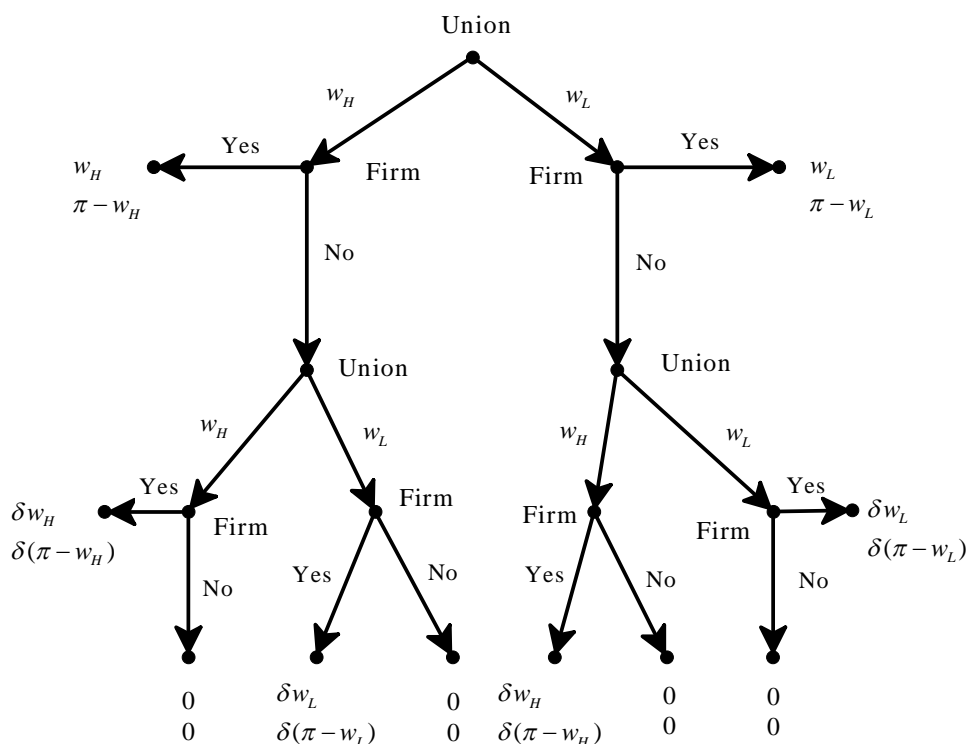 Union
w_H w_L
Yes Yes
w_H Firm Firm w_L
π − w_H π − w_L
No No
Union Union
w_H w_L w_H w_L
Yes Yes
δw_H Firm Firm Firm Firm δw_L
δ(π − w_H) δ(π − w_L)
No Yes No Yes No No
0 δw_L 0 δw_H 0 0
0 δ(π − w_L) 0 δ(π − w_H) 0 0